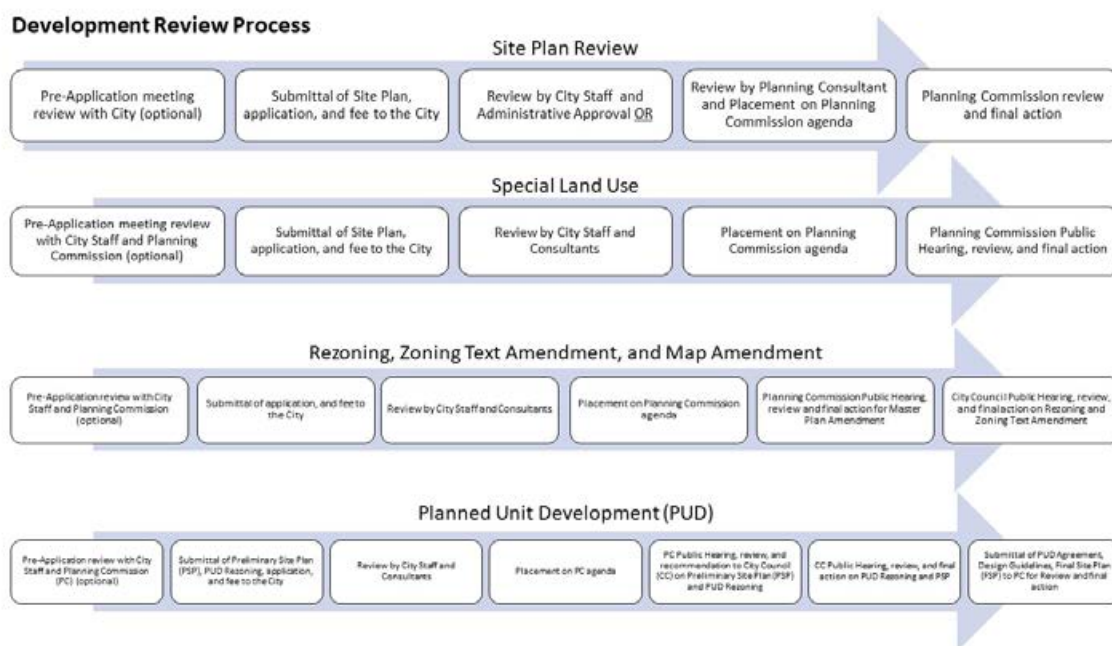 Development Review Process
Site Plan Review
Pre-Application meeting
review with City (optional)
Submittal of Site Plan,
application, and fee to the City
Review by City Staff and
Administrative Approval OR
Review by Planning Consultant
and Placement on Planning
Commission agenda
Planning Commission review
and final action
Special Land Use
Pre-Application meeting review
with City Staff and Planning
Commission (optional)
Submittal of Site Plan,
application, and fee to the City
Review by City Staff and
Consultants
Placement on Planning
Commission agenda
Planning Commission Public
Hearing, review, and final action
Rezoning, Zoning Text Amendment, and Map Amendment
Pre-Application review with City
Staff and Planning Commission
(optional)
Submittal of application, and fee to
the City
Review by City Staff and Consultants
Placement on Planning Commission
agenda
Planning Commission Public Hearing,
review and final action for Master
Plan Amendment
City Council Public Hearing, review,
and final action on Rezoning and
Zoning Text Amendment
Planned Unit Development (PUD)
Pre-Application review with City
Staff and Planning Commission
(PC) (optional)
Submittal of Preliminary Site Plan
(PSP), PUD Rezoning, application,
and fee to the City
Review by City Staff and
Consultants
Placement on PC agenda
PC Public Hearing, review, and
recommendation to City Council
(CC) on Preliminary Site Plan (PSP)
and PUD Rezoning
CC Public Hearing, review, and final
action on PUD Rezoning and PSP
Submittal of PUD Agreement,
Design Guidelines, Final Site Plan
(FSP) to PC for Review and final
action